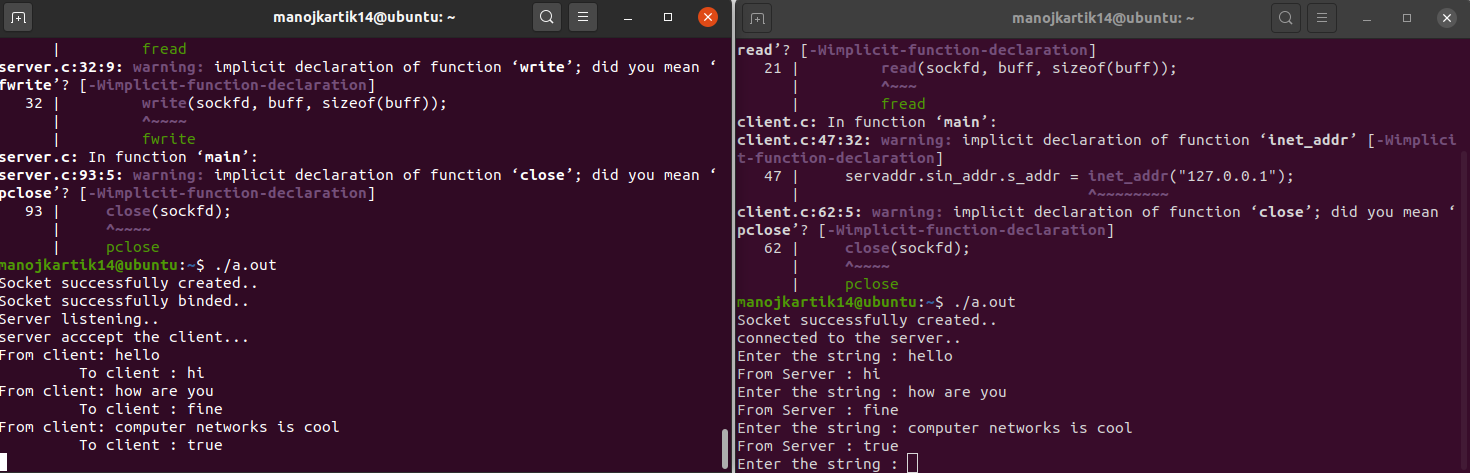 manojkartik14@ubuntu: ~
| fread
server.c:32:9: warning: implicit declaration of function ‘write’; did you mean ‘
fwrite’? [-Wimplicit-function-declaration]
32 | write(sockfd, buff, sizeof(buff));
| ^~~~~
| fwrite
server.c: In function ‘main’:
server.c:93:5: warning: implicit declaration of function ‘close’; did you mean ‘
pclose’? [-Wimplicit-function-declaration]
93 | close(sockfd);
| ^~~~~
| pclose
manojkartik14@ubuntu:~$ ./a.out
Socket successfully created..
Socket successfully binded..
Server listening..
server acccept the client...
From client: hello
To client : hi
From client: how are you
To client : fine
From client: computer networks is cool
To client : true
manojkartik14@ubuntu: ~
read’? [-Wimplicit-function-declaration]
21 | read(sockfd, buff, sizeof(buff));
| ^~~~
| fread
client.c: In function ‘main’:
client.c:47:32: warning: implicit declaration of function ‘inet_addr’ [-Wimplici
t-function-declaration]
47 | servaddr.sin_addr.s_addr = inet_addr("127.0.0.1");
| ^~~~~~~~~
client.c:62:5: warning: implicit declaration of function ‘close’; did you mean ‘
pclose’? [-Wimplicit-function-declaration]
62 | close(sockfd);
| ^~~~~
| pclose
manojkartik14@ubuntu:~$ ./a.out
Socket successfully created..
connected to the server..
Enter the string : hello
From Server : hi
Enter the string : how are you
From Server : fine
Enter the string : computer networks is cool
From Server : true
Enter the string :